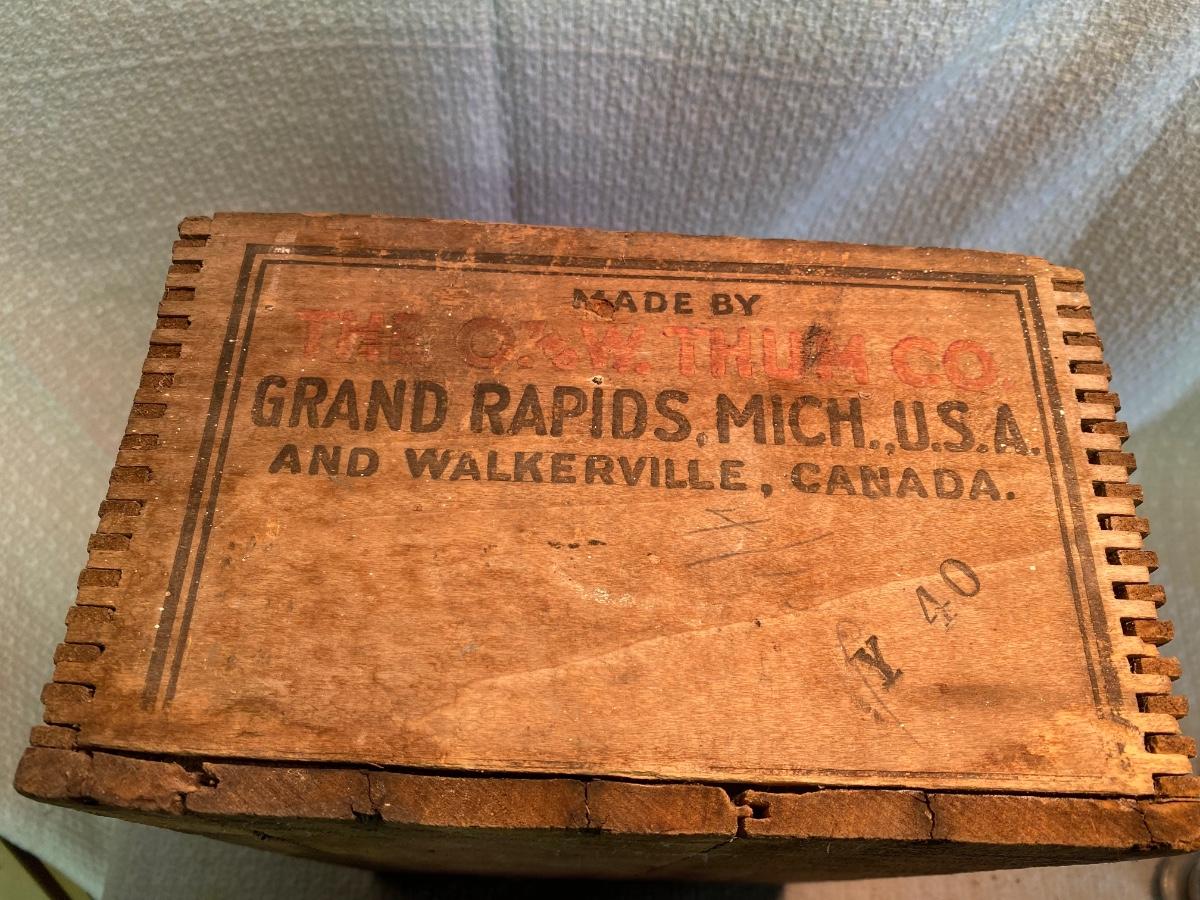 MADE BY
THE O. & W. THUM CO.
GRAND RAPIDS, MICH., U.S.A.
AND WALKERVILLE, CANADA.
Y 40